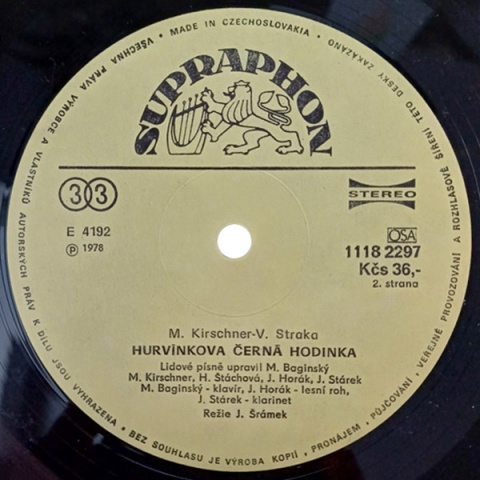 MADE IN CZECHOSLOVAKIA • VŠECHNA PRÁVA VÝROBCE A VLASTNÍKŮ AUTORSKÝCH PRÁV K DÍLU JSOU VYHRAZENA • BEZ SOUHLASU JE VÝROBA KOPIÍ, PRONÁJEM, PŮJČOVÁNÍ, VEŘEJNÉ PROVOZOVÁNÍ A ROZHLASOVÉ ŠÍŘENÍ TÉTO DESKY ZAKÁZÁNO •
SUPRAPHON
33
STEREO
E 4192
OSA
℗ 1978
1118 2297
Kčs 36,-
2. strana
M. Kirschner-V. Straka
HURVÍNKOVA ČERNÁ HODINKA
Lidové písně upravil M. Baginský
M. Kirschner, H. Štáchová, J. Horák, J. Stárek
M. Baginský - klavír, J. Horák - lesní roh,
J. Stárek - klarinet
Režie J. Šrámek